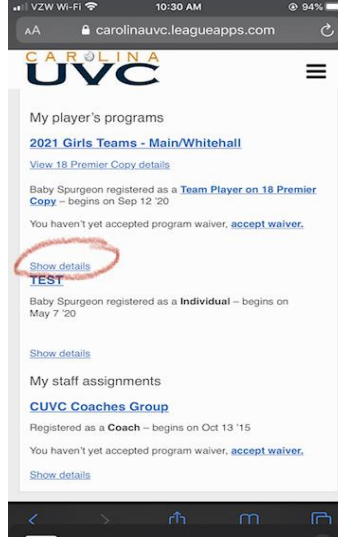 VZW Wi-Fi 10:30 AM 94%
AA carolinauvc.leagueapps.com
CAROLINA
UVC
My player's programs
2021 Girls Teams - Main/Whitehall
View 18 Premier Copy details
Baby Spurgeon registered as a Team Player on 18 Premier
Copy – begins on Sep 12 '20
You haven't yet accepted program waiver, accept waiver.
Show details
TEST
Baby Spurgeon registered as a Individual – begins on
May 7 '20
Show details
My staff assignments
CUVC Coaches Group
Registered as a Coach – begins on Oct 13 '15
You haven't yet accepted program waiver, accept waiver.
Show details